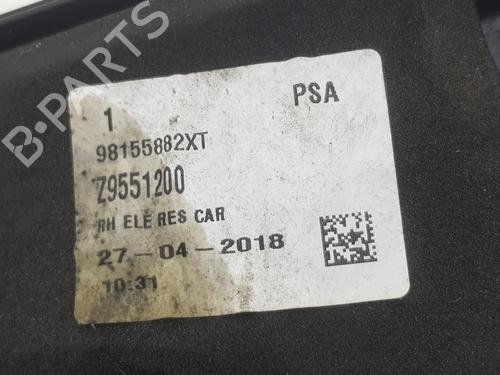 1 PSA
98155882XT
Z9551200
RH ELE RES CAR
27-04-2018
10:31
B-PARTS